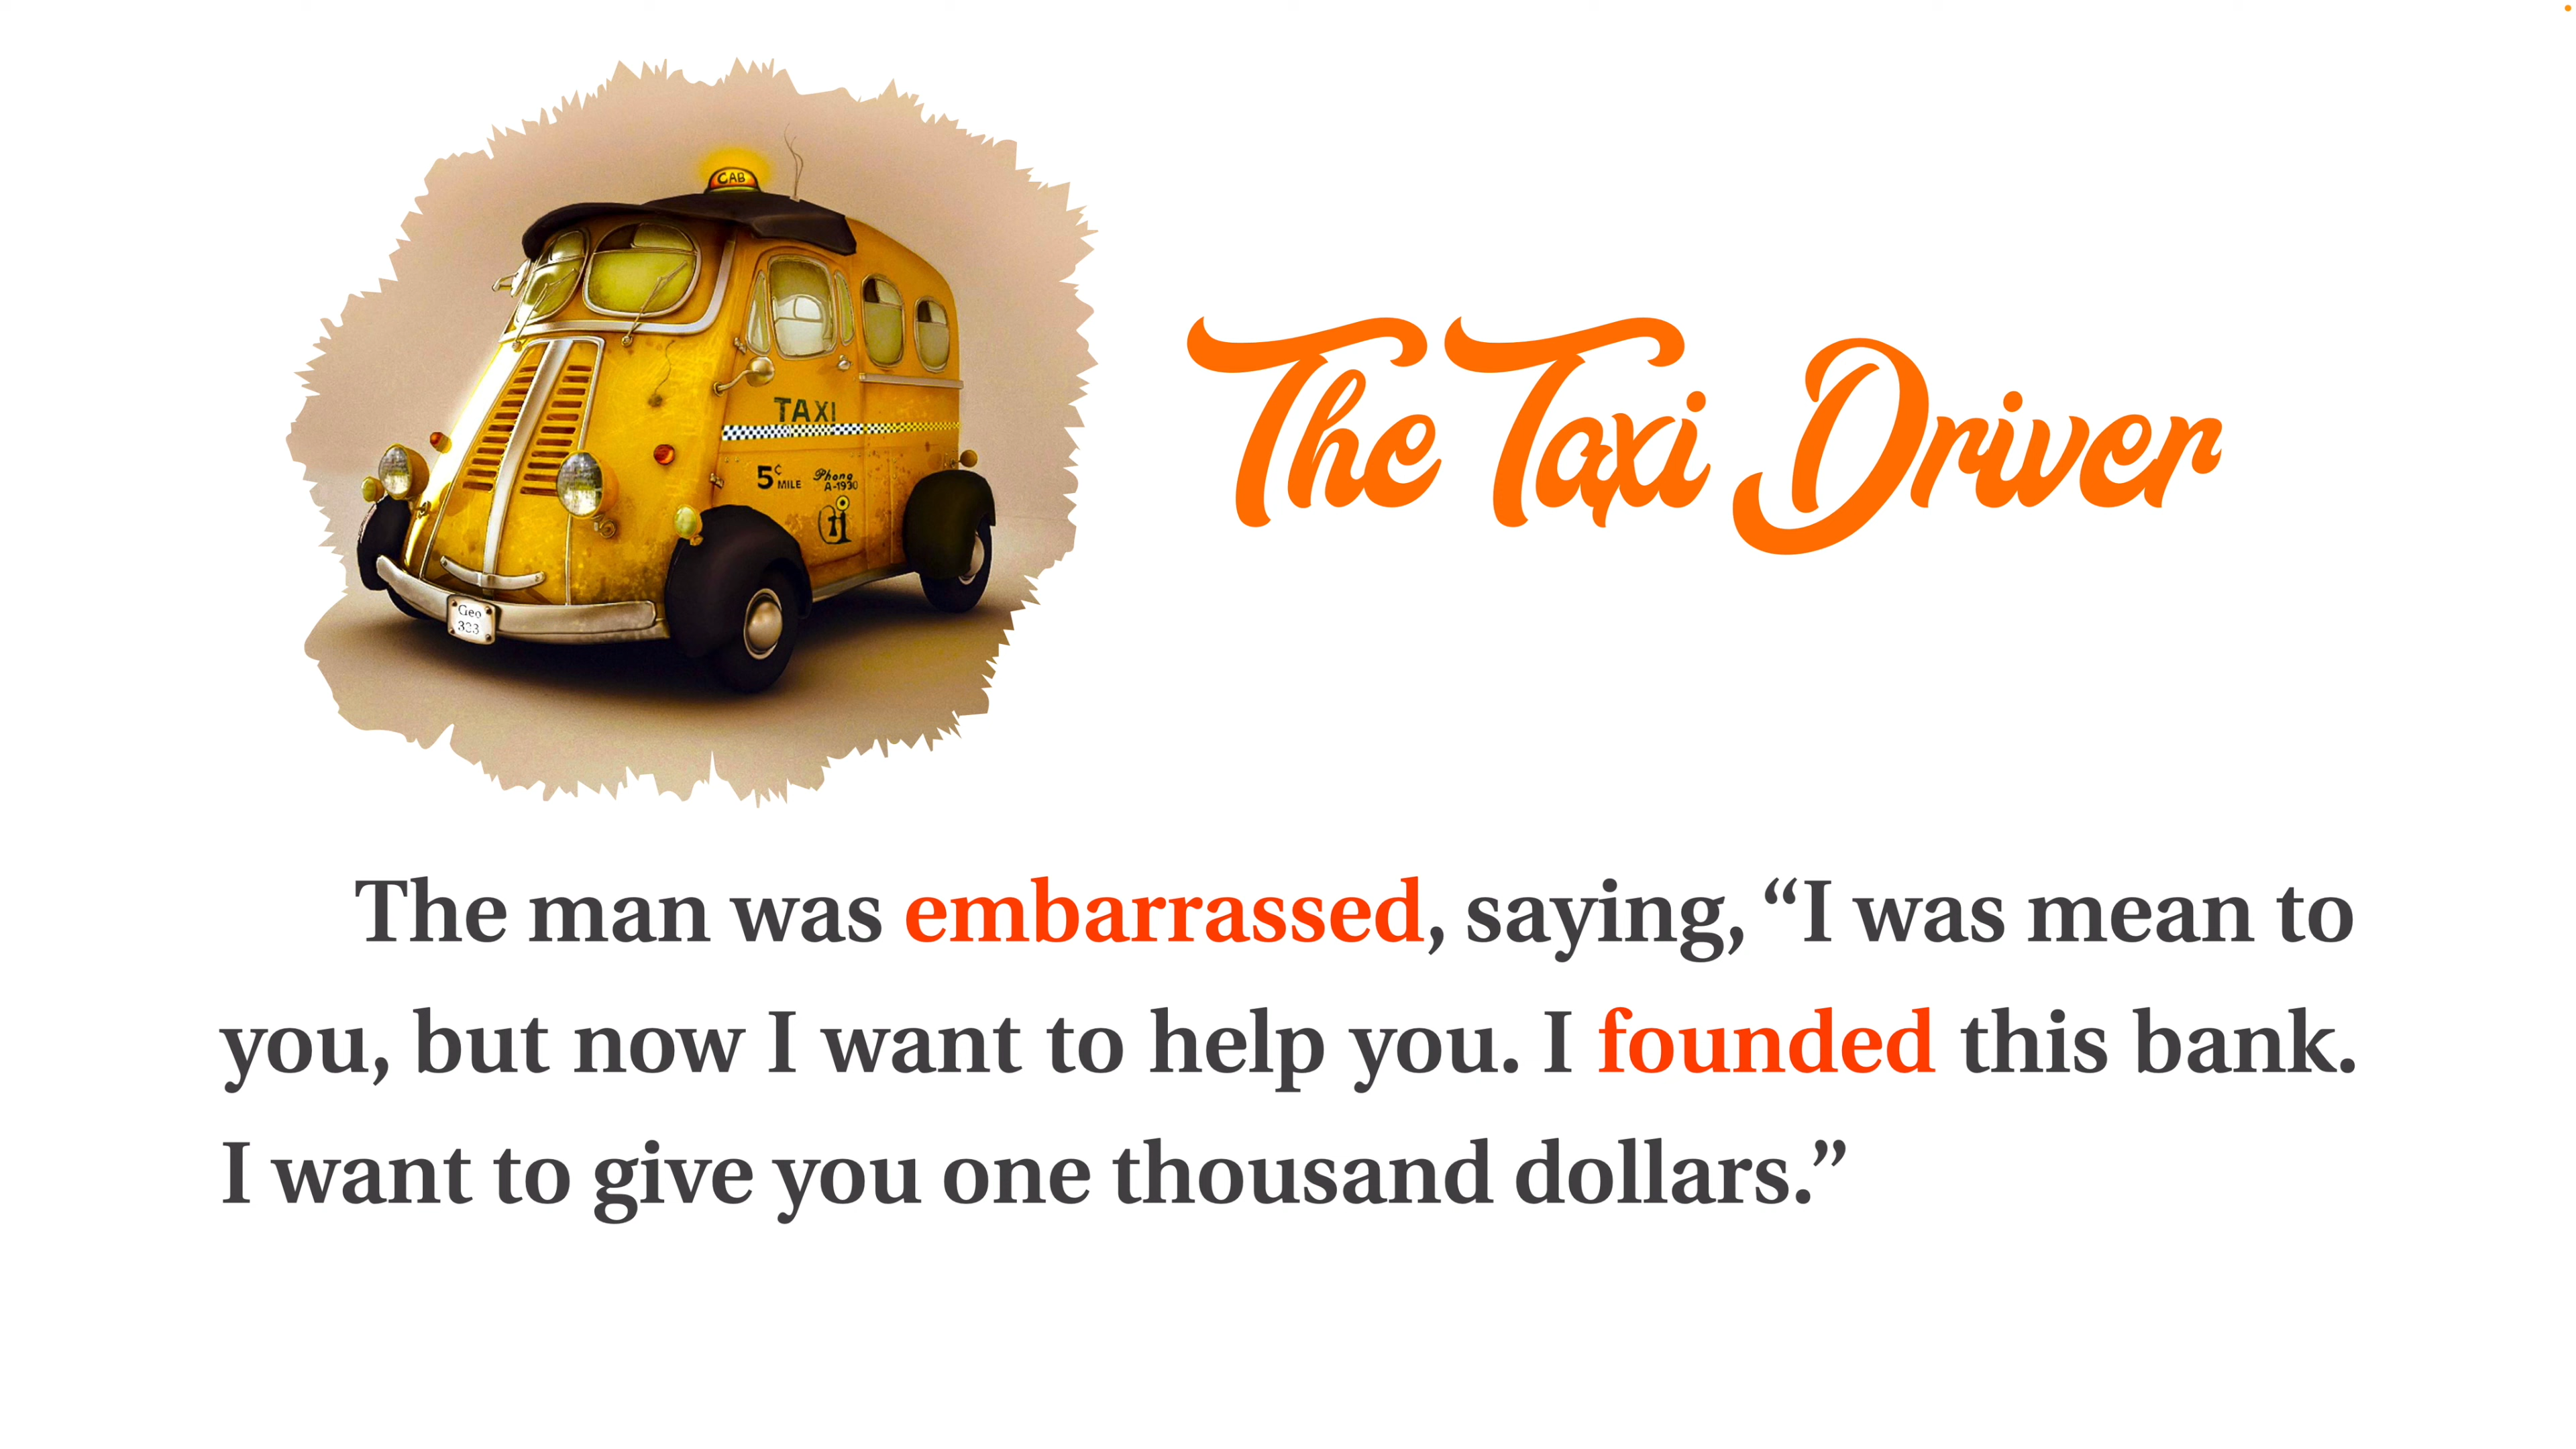 CAB
The Taxi Driver
TAXI
5¢ MILE
Phone A-1930
Geo
333
The man was embarrassed, saying, “I was mean to
you, but now I want to help you. I founded this bank.
I want to give you one thousand dollars.”